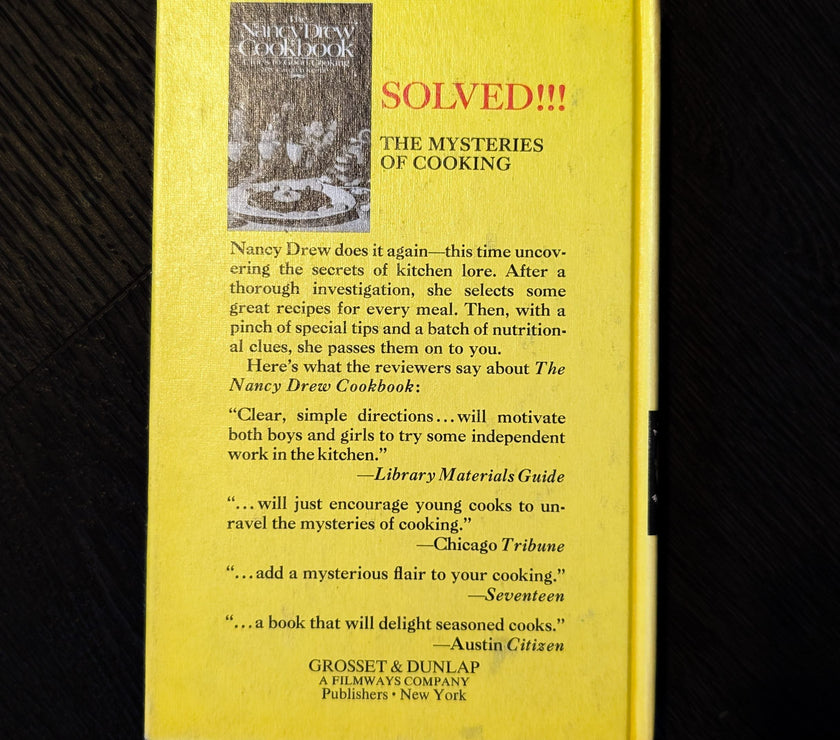 The
Nancy Drew
Cookbook
Clues to Good Cooking
SOLVED!!!
THE MYSTERIES
OF COOKING
Nancy Drew does it again—this time uncov-
ering the secrets of kitchen lore. After a
thorough investigation, she selects some
great recipes for every meal. Then, with a
pinch of special tips and a batch of nutrition-
al clues, she passes them on to you.
Here's what the reviewers say about The
Nancy Drew Cookbook:
“Clear, simple directions...will motivate
both boys and girls to try some independent
work in the kitchen.”
—Library Materials Guide
“...will just encourage young cooks to un-
ravel the mysteries of cooking.”
—Chicago Tribune
“...add a mysterious flair to your cooking.”
—Seventeen
“...a book that will delight seasoned cooks.”
—Austin Citizen
GROSSET & DUNLAP
A FILMWAYS COMPANY
Publishers • New York